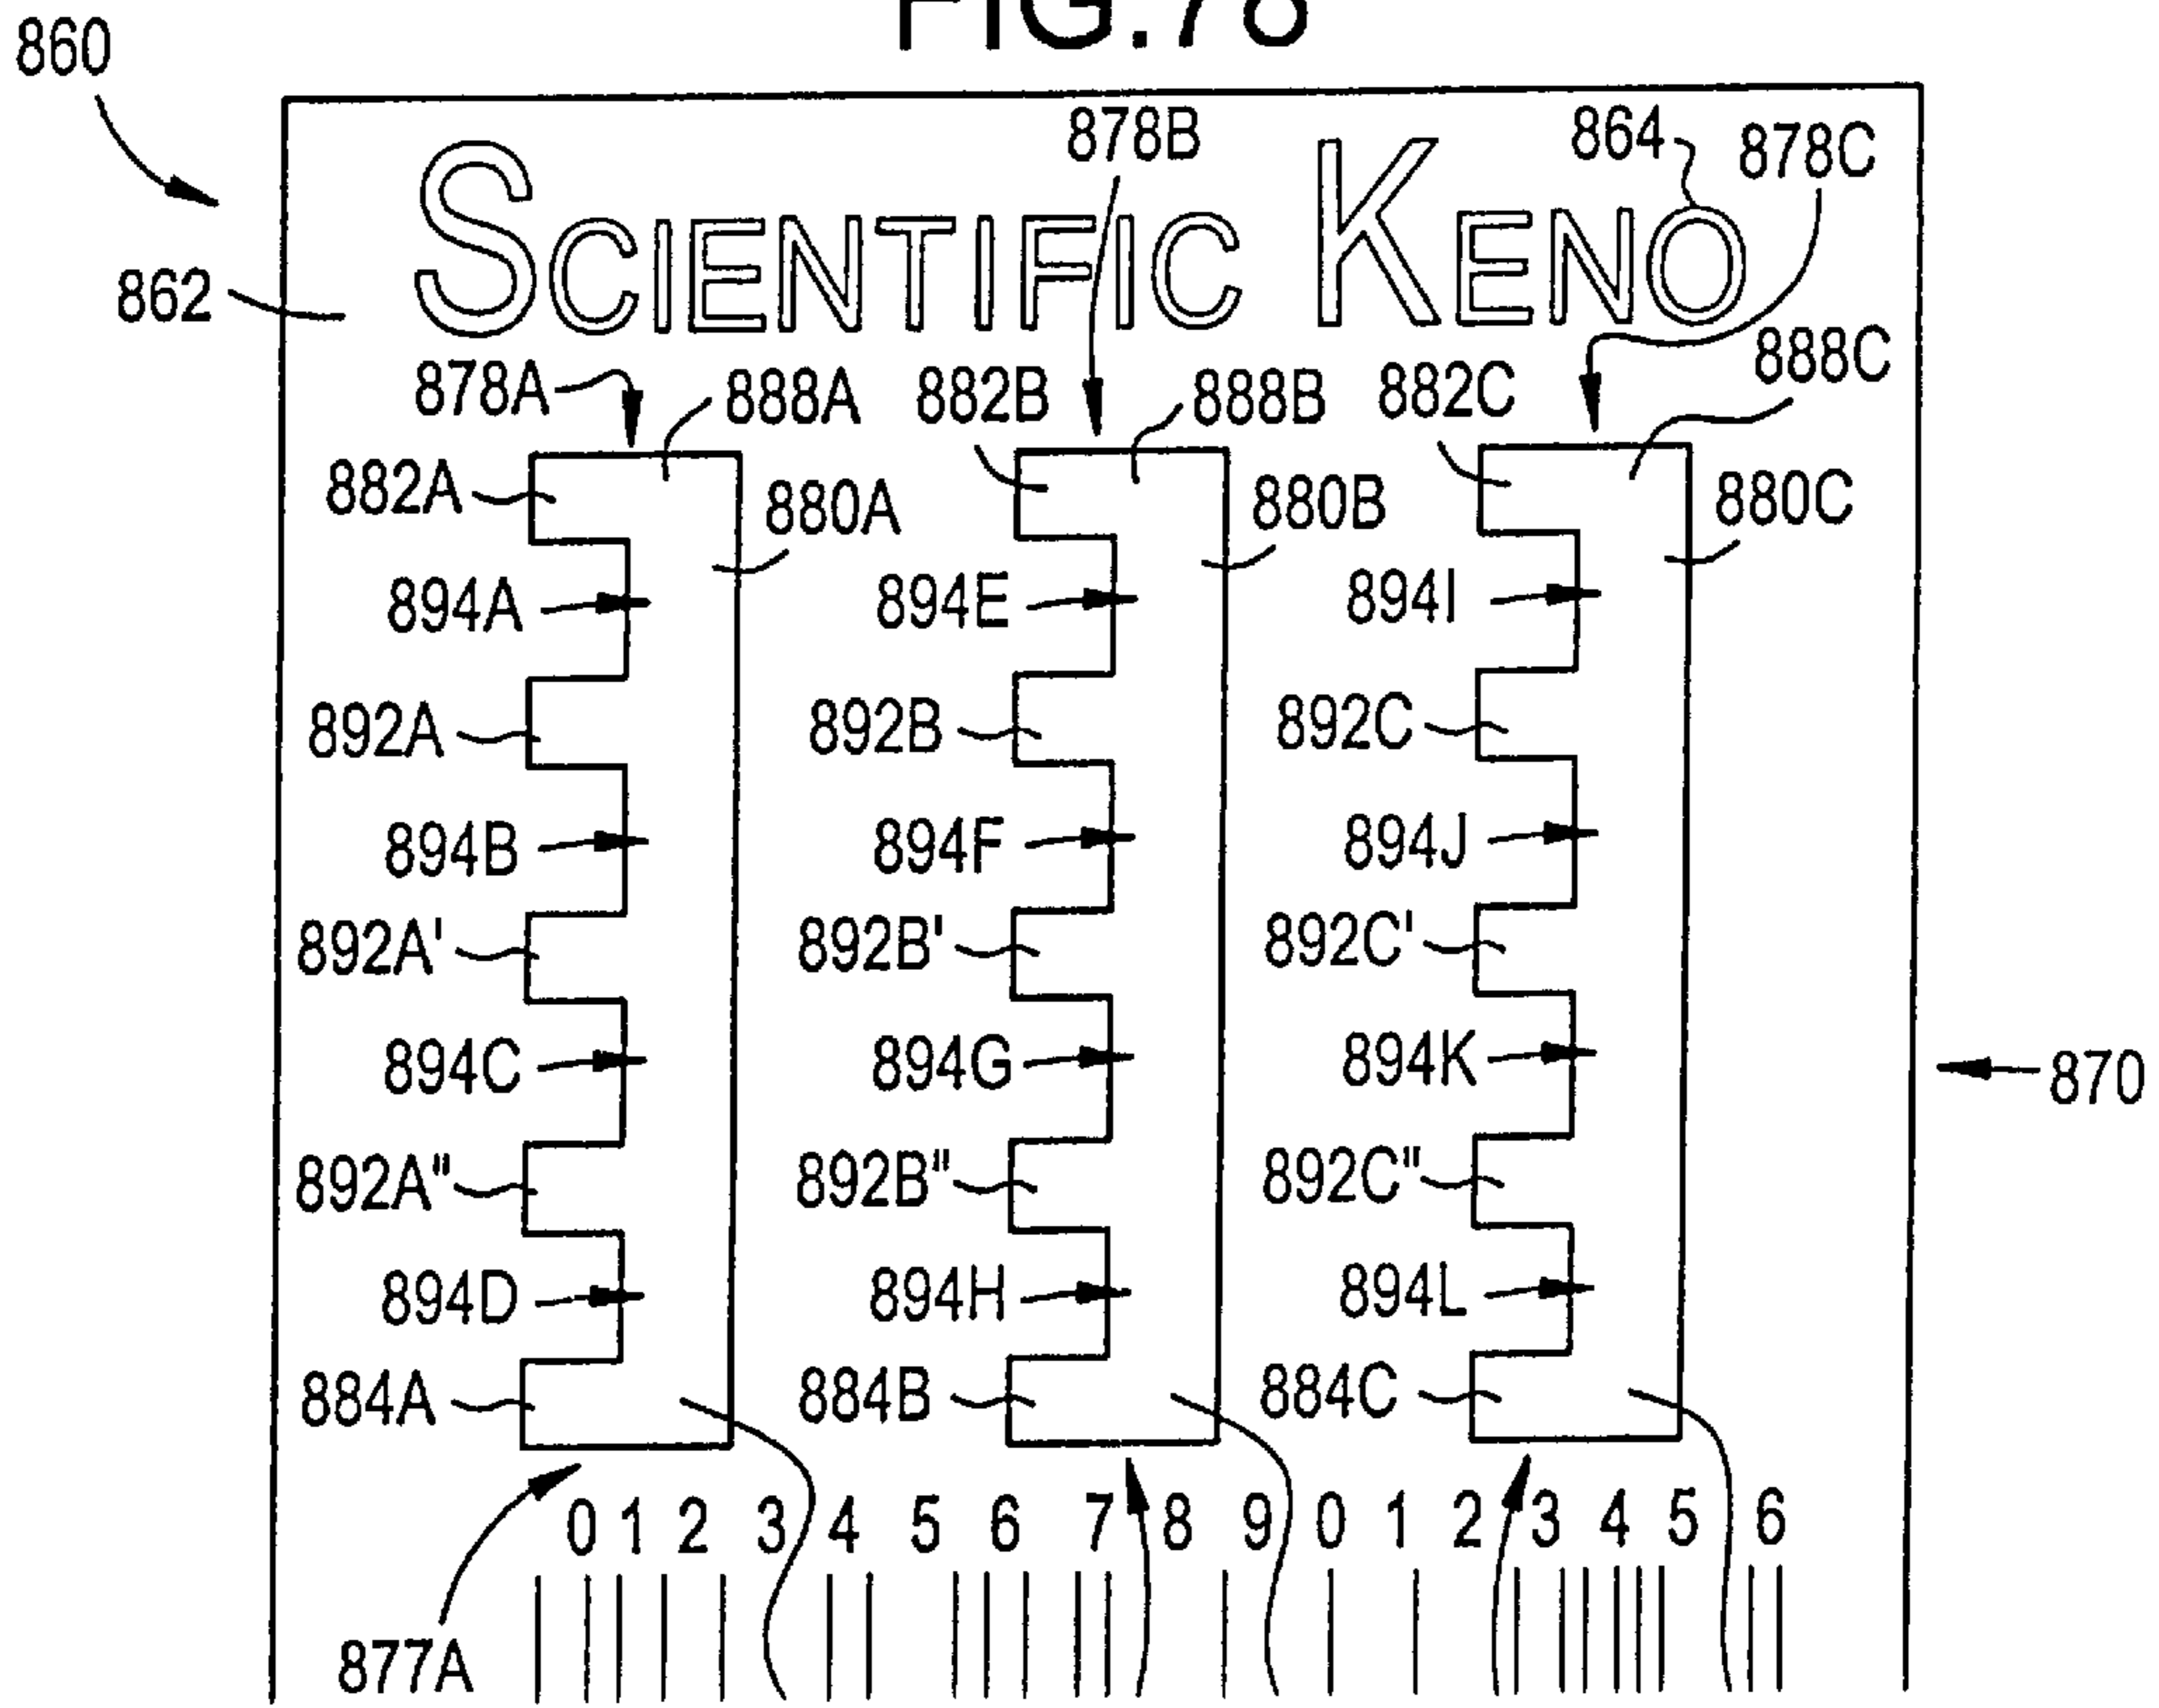 FIG.78
860
878B 864 878C
SCIENTIFIC KENO
862
878A 888A 882B 888B 882C 888C
882A 880A 880B 880C
894A 894E 894I
892A 892B 892C
894B 894F 894J
892A' 892B' 892C'
894C 894G 894K
870
892A" 892B" 892C"
894D 894H 894L
884A 884B 884C
0 1 2 3 4 5 6 7 8 9 0 1 2 3 4 5 6
877A